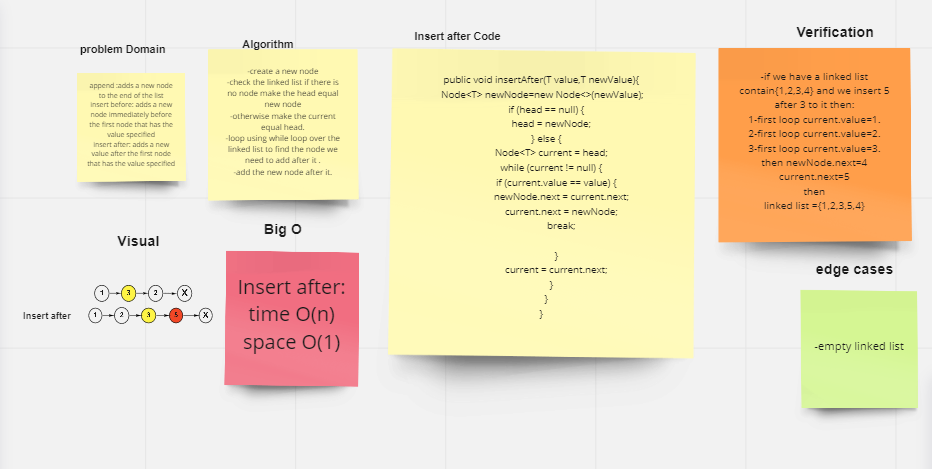 problem Domain
append :adds a new node
to the end of the list
insert before: adds a new
node immediately before
the first node that has the
value specified
insert after: adds a new
value after the first node
that has the value specified
Algorithm
-create a new node
-check the linked list if there is
no node make the head equal
new node
-otherwise make the current
equal head.
-loop using while loop over the
linked list to find the node we
need to add after it .
-add the new node after it.
Insert after Code
public void insertAfter(T value,T newValue){
Node<T> newNode=new Node<>(newValue);
if (head == null) {
head = newNode;
} else {
Node<T> current = head;
while (current != null) {
if (current.value == value) {
newNode.next = current.next;
current.next = newNode;
break;
}
current = current.next;
}
}
}
Verification
-if we have a linked list
contain{1,2,3,4} and we insert 5
after 3 to it then:
1-first loop current.value=1.
2-first loop current.value=2.
3-first loop current.value=3.
then newNode.next=4
current.next=5
then
linked list ={1,2,3,5,4}
Visual
1 3 2 X
Insert after 1 2 3 5 X
Big O
Insert after:
time O(n)
space O(1)
edge cases
-empty linked list